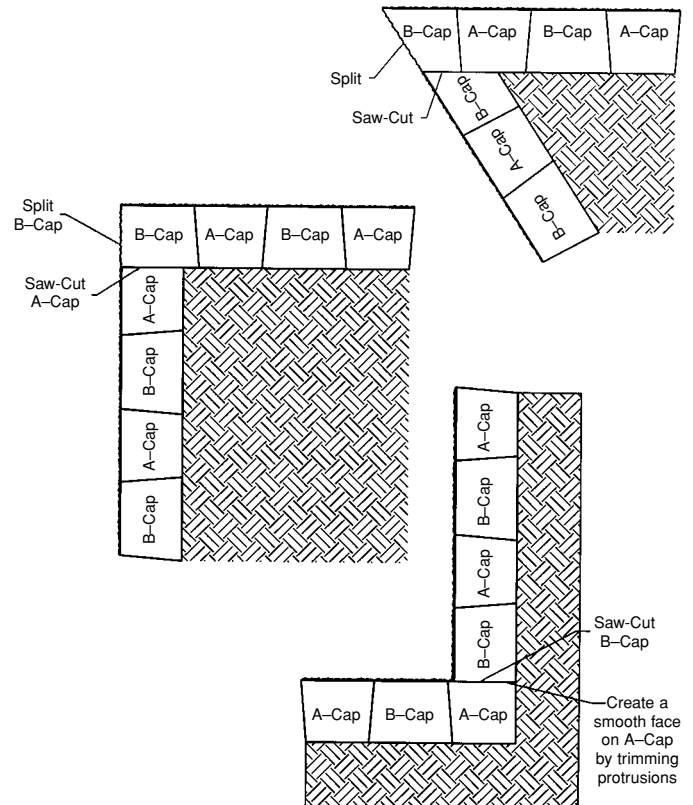 B–Cap A–Cap B–Cap A–Cap
Split
Saw-Cut
B–Cap
A–Cap
B–Cap
Split
B–Cap
B–Cap A–Cap B–Cap A–Cap
Saw-Cut
A–Cap
A–Cap
B–Cap
A–Cap
B–Cap
A–Cap
B–Cap
A–Cap
B–Cap
Saw-Cut
B–Cap
A–Cap B–Cap A–Cap
Create a
smooth face
on A–Cap
by trimming
protrusions